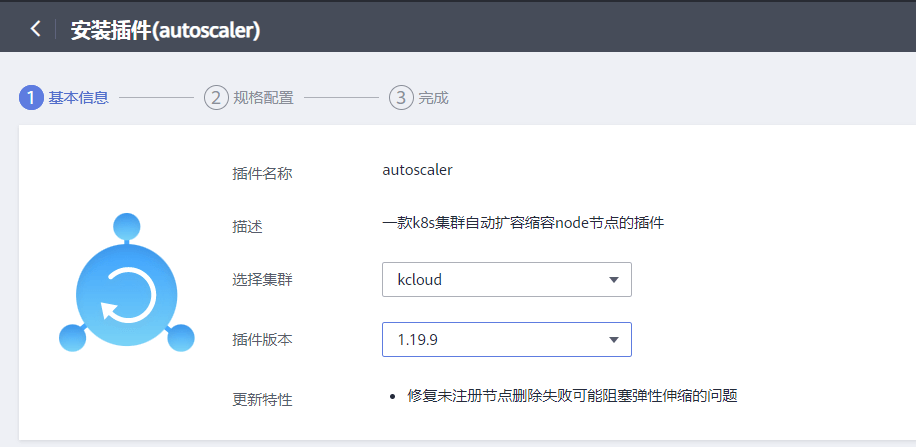 安装插件(autoscaler)
1 基本信息 2 规格配置 3 完成
插件名称 autoscaler
描述 一款k8s集群自动扩容缩容node节点的插件
选择集群 kcloud
插件版本 1.19.9
更新特性 • 修复未注册节点删除失败可能阻塞弹性伸缩的问题